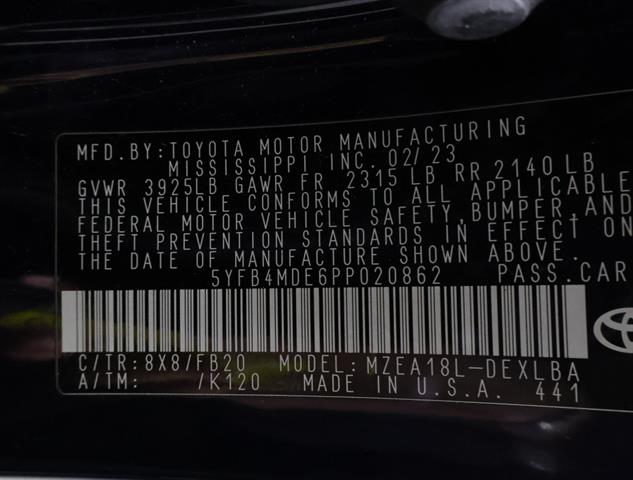 MFD. BY: TOYOTA MOTOR MANUFACTURING
MISSISSIPPI INC. 02/23
GVWR 3925LB GAWR FR 2315 LB RR 2140 LB
THIS VEHICLE CONFORMS TO ALL APPLICABLE
FEDERAL MOTOR VEHICLE SAFETY, BUMPER, AND
THEFT PREVENTION STANDARDS IN EFFECT ON
THE DATE OF MANUFACTURE SHOWN ABOVE.
5YFB4MDE6PP020862 PASS. CAR
C/TR: 8X8/FB20 MODEL: MZEA18L-DEXLBA
A/TM: /K120 MADE IN U.S.A. 441